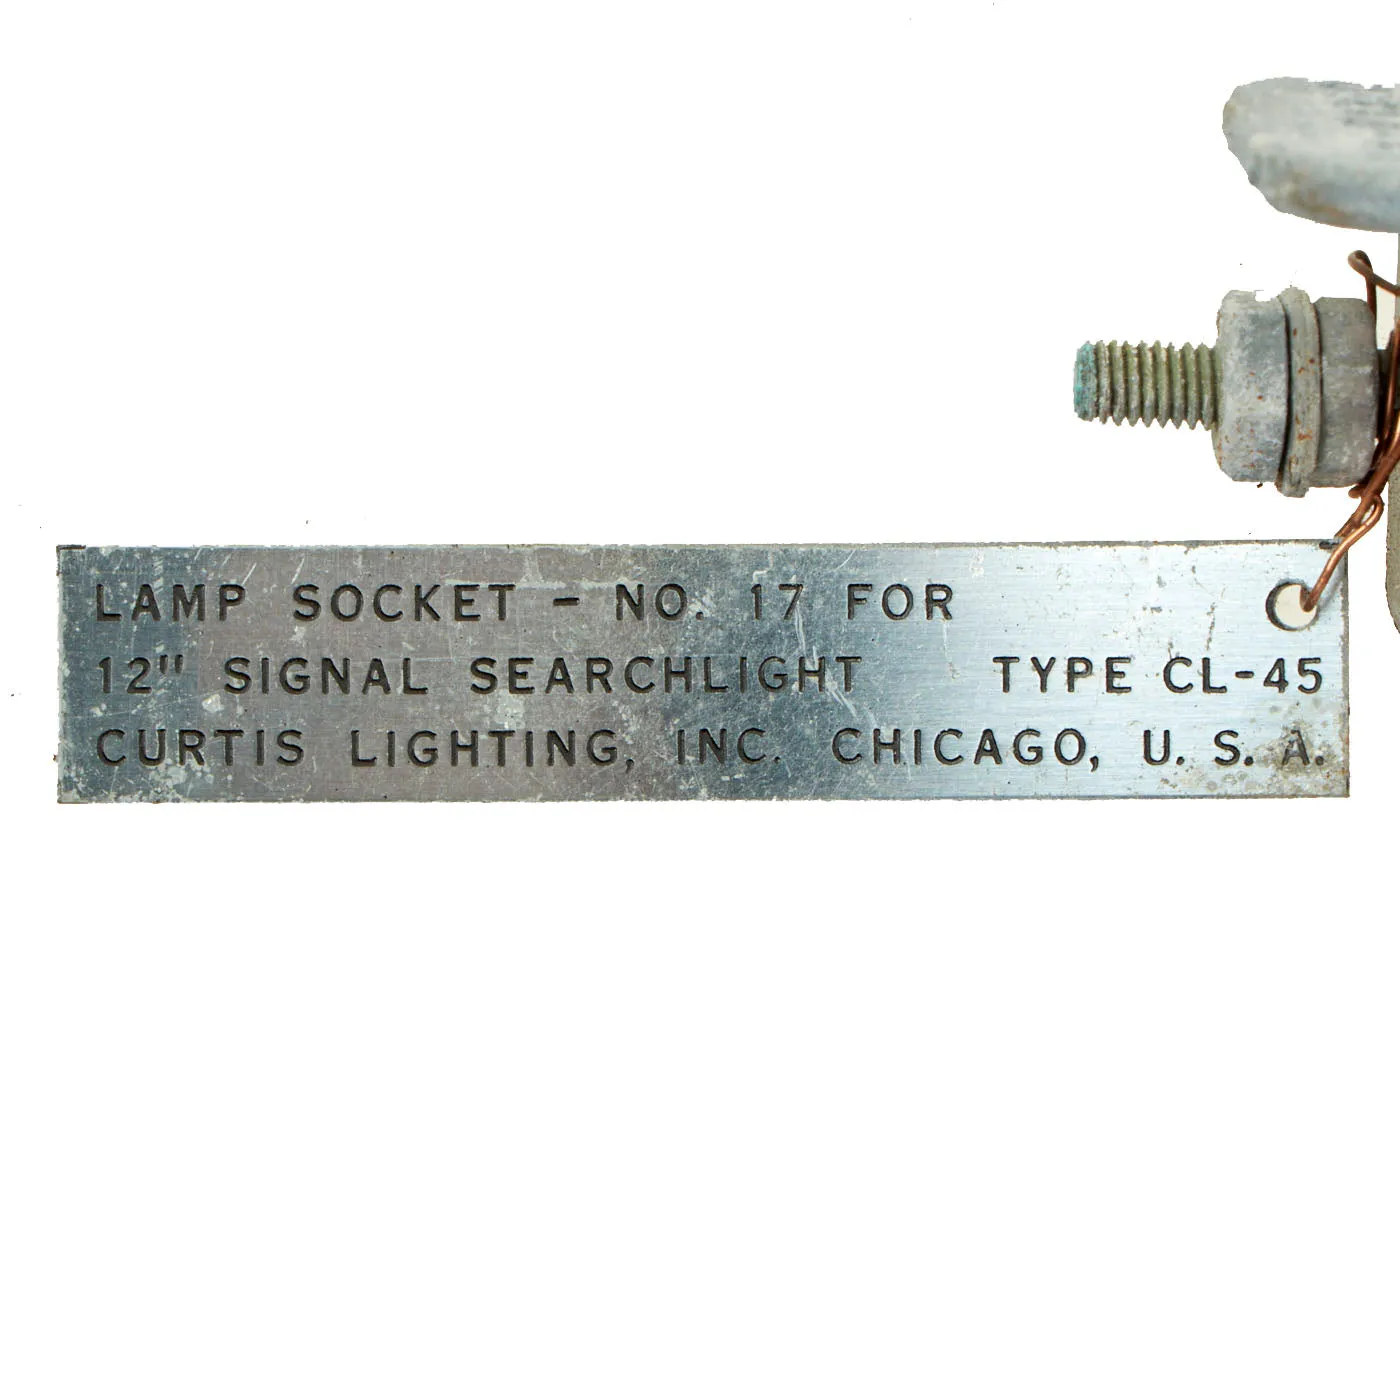 LAMP SOCKET - NO. 17 FOR
12" SIGNAL SEARCHLIGHT TYPE CL-45
CURTIS LIGHTING, INC. CHICAGO, U. S. A.